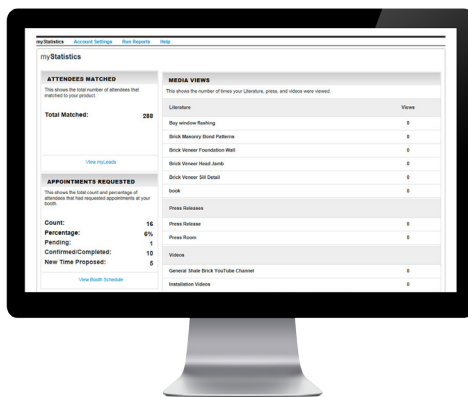 myStatistics Account Settings Run Reports Help
myStatistics
ATTENDEES MATCHED
This shows the total number of attendees that
matched to your product.
Total Matched: 288
View myLeads
APPOINTMENTS REQUESTED
This shows the total count and percentage of
attendees that had requested appointments at your
booth.
Count: 16
Percentage: 6%
Pending: 1
Confirmed/Completed: 10
New Time Proposed: 5
View Booth Schedule
MEDIA VIEWS
This shows the number of times your Literature, press, and videos were viewed.
Literature Views
Bay window flashing 0
Brick Masonry Bond Patterns 0
Brick Veneer Foundation Wall 0
Brick Veneer Head Jamb 0
Brick Veneer Sill Detail 0
book 0
Press Releases
Press Release 0
Press Room 0
Videos
General Shale Brick YouTube Channel 0
Installation Videos 0